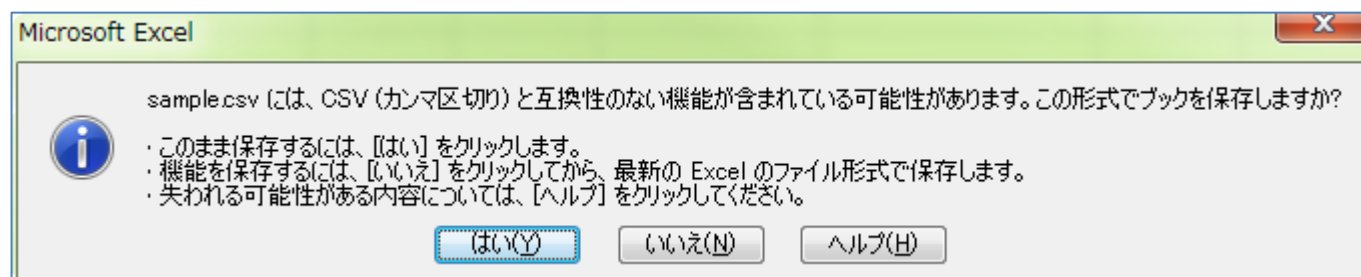 Microsoft Excel
sample.csv には、CSV (カンマ区切り) と互換性のない機能が含まれている可能性があります。この形式でブックを保存しますか?
・このまま保存するには、[はい] をクリックします。
・機能を保存するには、[いいえ] をクリックしてから、最新の Excel のファイル形式で保存します。
・失われる可能性がある内容については、[ヘルプ] をクリックしてください。
はい(Y) いいえ(N) ヘルプ(H)